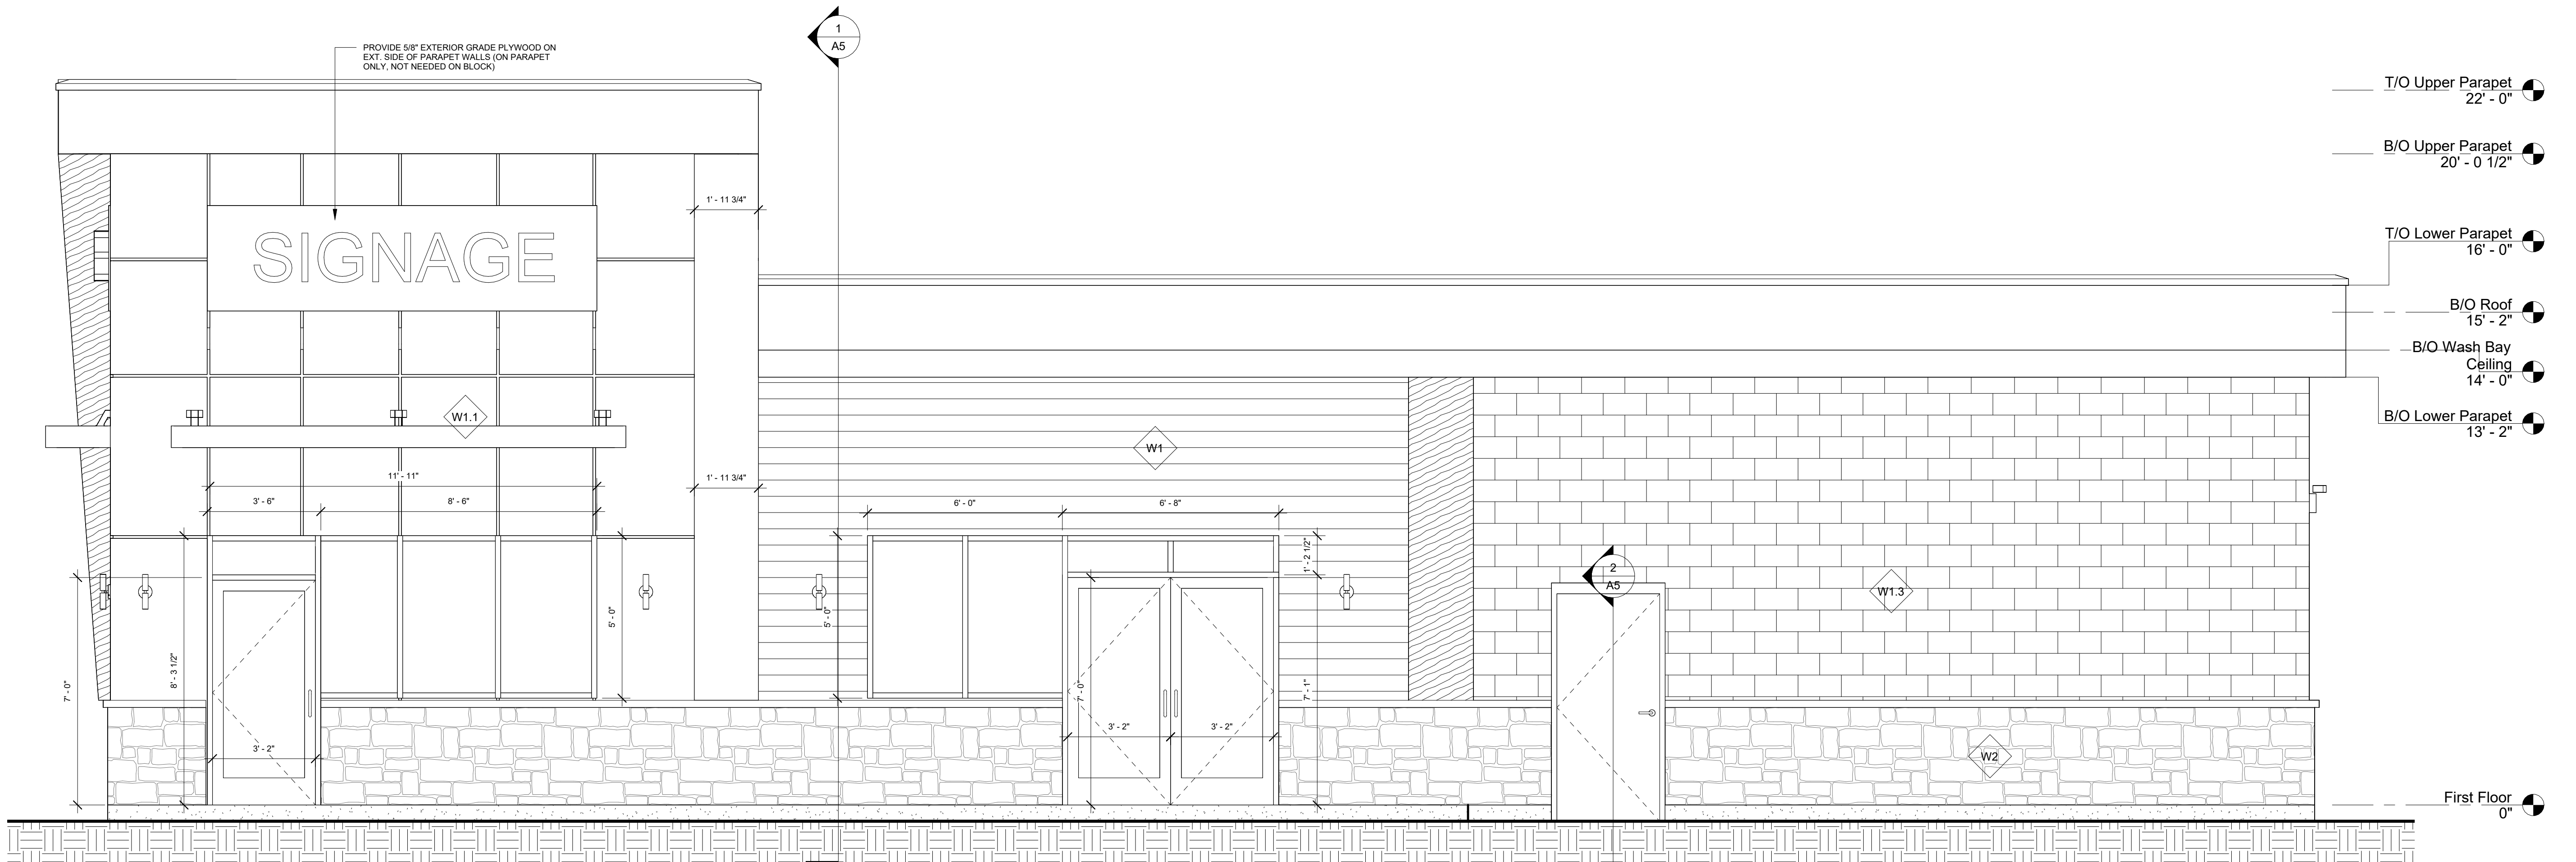 1
A5
PROVIDE 5/8" EXTERIOR GRADE PLYWOOD ON
EXT. SIDE OF PARAPET WALLS (ON PARAPET
ONLY, NOT NEEDED ON BLOCK)
T/O Upper Parapet
22' - 0"
B/O Upper Parapet
20' - 0 1/2"
1' - 11 3/4"
SIGNAGE
T/O Lower Parapet
16' - 0"
B/O Roof
15' - 2"
B/O Wash Bay
Ceiling
14' - 0"
B/O Lower Parapet
13' - 2"
W1.1
W1
11' - 11"
1' - 11 3/4"
3' - 6"
8' - 6"
6' - 0"
6' - 8"
1' - 2 1/2"
2
A5
W1.3
5' - 0"
5' - 0"
8' - 3 1/2"
7' - 0"
7' - 0"
7' - 1"
3' - 2"
3' - 2"
3' - 2"
W2
First Floor
0"